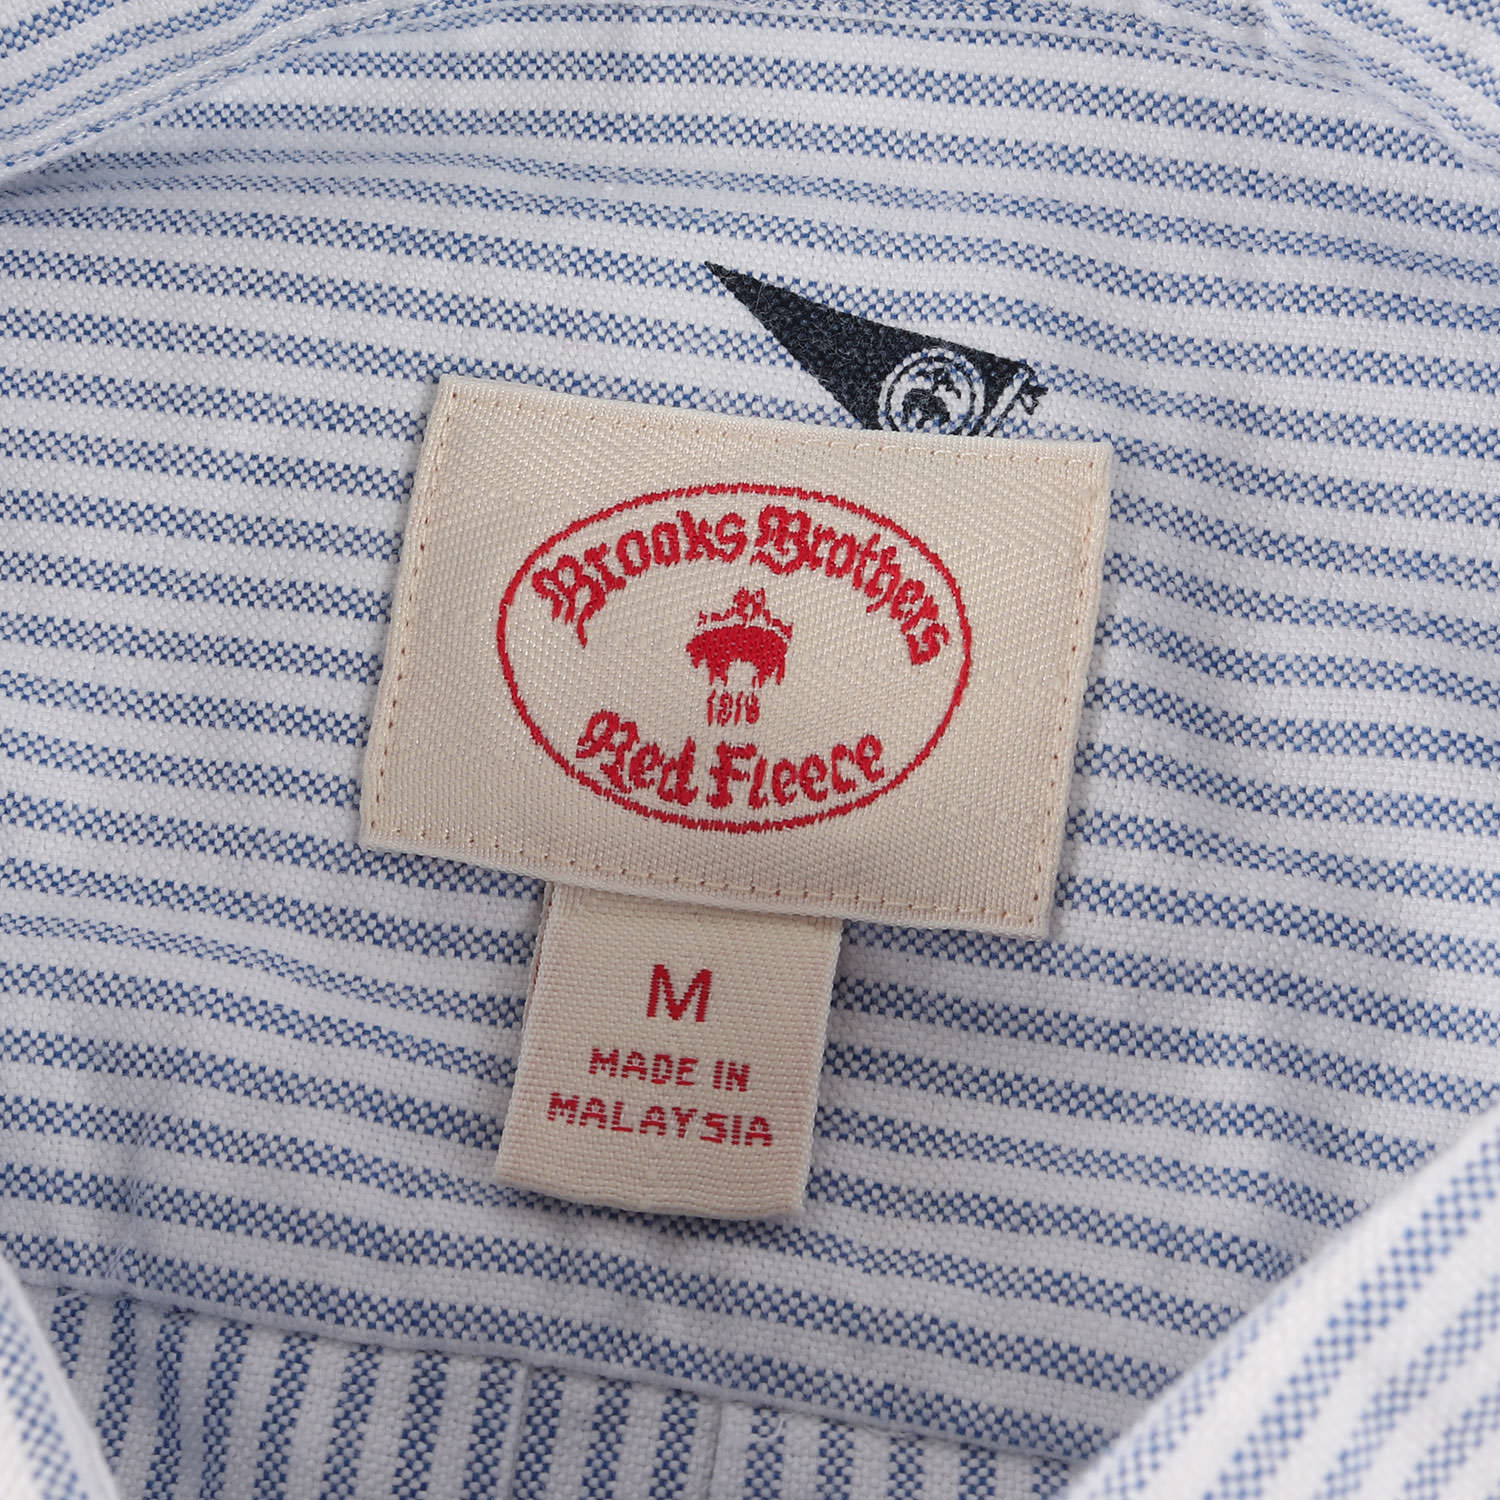 Brooks Brothers
1818
Red Fleece
M
MADE IN
MALAYSIA